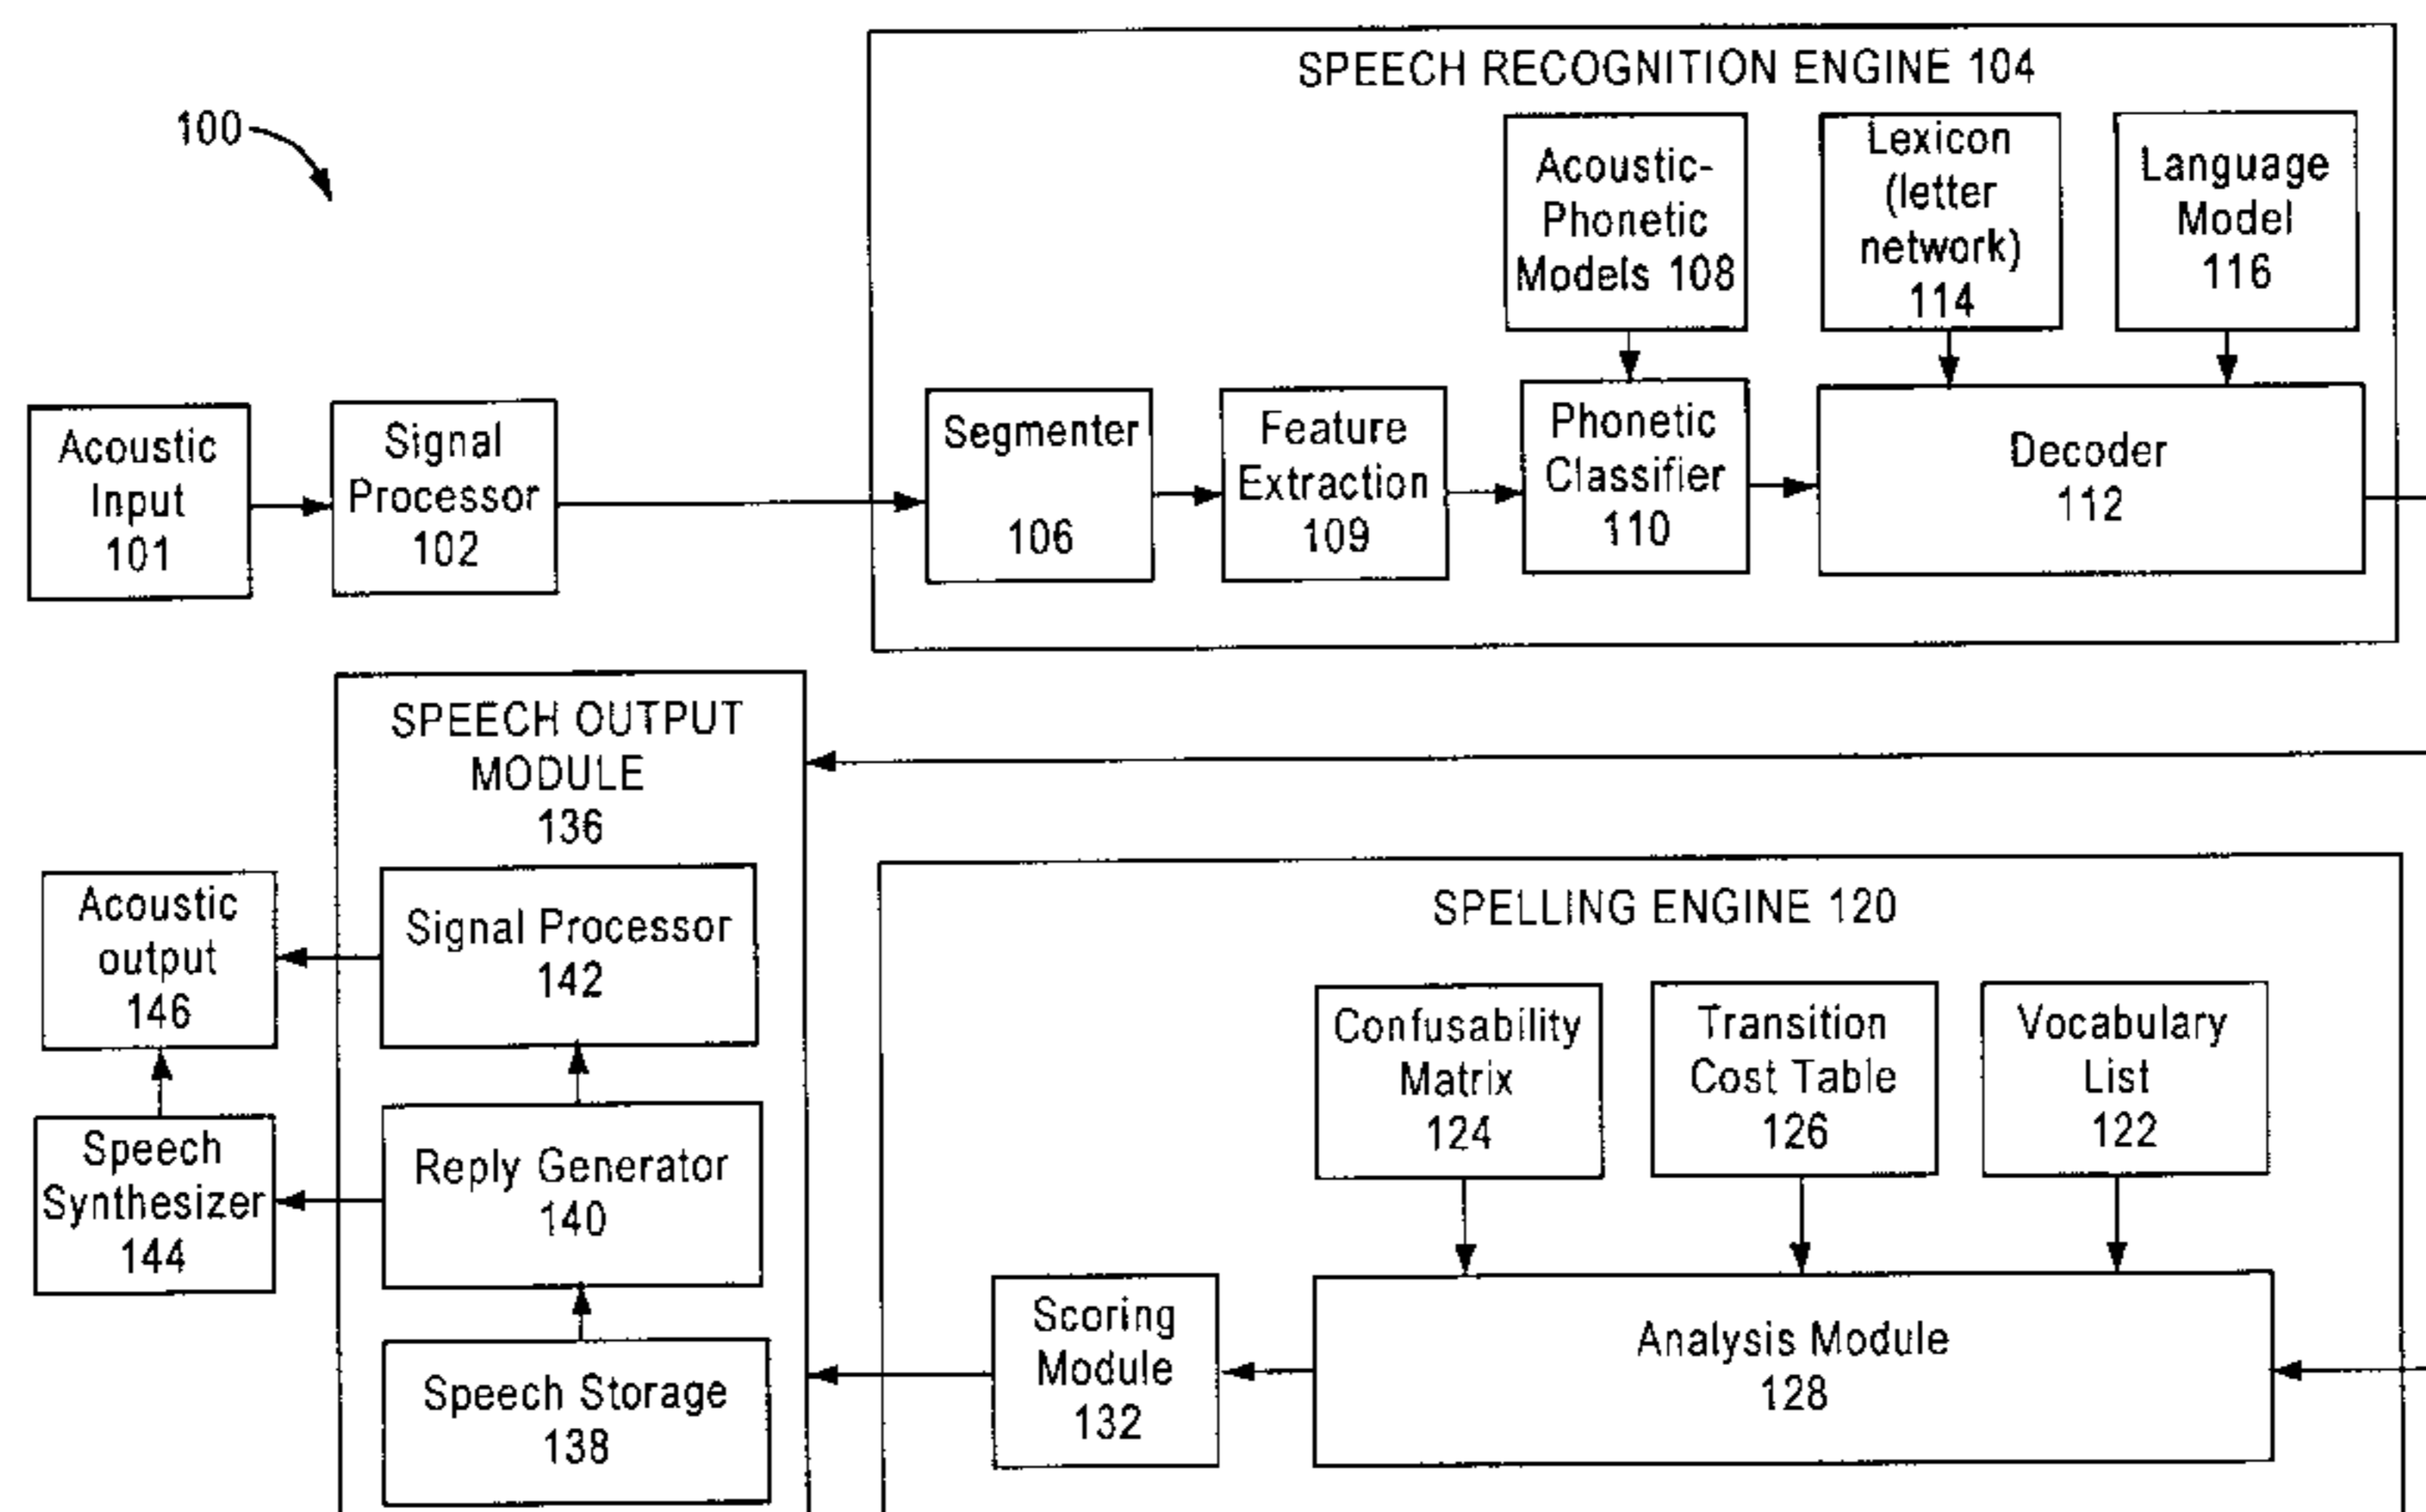 100
SPEECH RECOGNITION ENGINE 104
Acoustic-
Phonetic
Models 108
Lexicon
(letter
network)
114
Language
Model
116
Acoustic
Input
101
Signal
Processor
102
Segmenter
106
Feature
Extraction
109
Phonetic
Classifier
110
Decoder
112
SPEECH OUTPUT
MODULE
136
Signal Processor
142
Reply Generator
140
Speech Storage
138
Acoustic
output
146
Speech
Synthesizer
144
SPELLING ENGINE 120
Confusability
Matrix
124
Transition
Cost Table
126
Vocabulary
List
122
Scoring
Module
132
Analysis Module
128